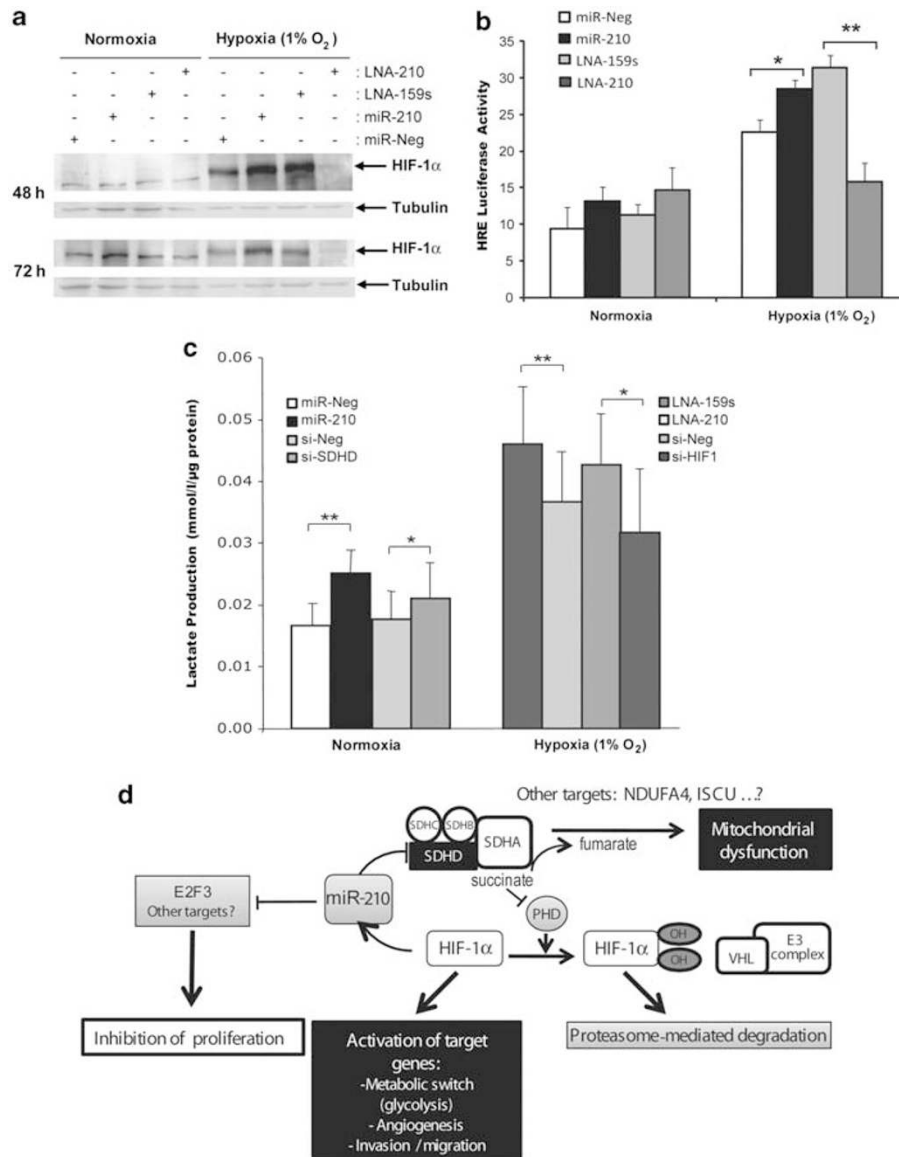 a
Normoxia
Hypoxia (1% O₂)
- - - + - - - + : LNA-210
- - + - - - + - : LNA-159s
- + - - - + - - : miR-210
+ - - - + - - - : miR-Neg
48 h
HIF-1α
Tubulin
72 h
HIF-1α
Tubulin
b
miR-Neg
miR-210
LNA-159s
LNA-210
*
**
HRE Luciferase Activity
35
30
25
20
15
10
5
0
Normoxia
Hypoxia (1% O₂)
c
Lactate Production (mmol/l/µg protein)
0.06
0.05
0.04
0.03
0.02
0.01
0.00
miR-Neg
miR-210
si-Neg
si-SDHD
**
*
**
*
LNA-159s
LNA-210
si-Neg
si-HIF1
Normoxia
Hypoxia (1% O₂)
d
Other targets: NDUFA4, ISCU ...?
SDHC
SDHB
SDHA
SDHD
succinate
fumarate
Mitochondrial
dysfunction
E2F3
Other targets?
miR-210
PHD
HIF-1α
HIF-1α
OH
OH
VHL
E3
complex
Inhibition of proliferation
Activation of target
genes:
-Metabolic switch
(glycolysis)
-Angiogenesis
-Invasion /migration
Proteasome-mediated degradation